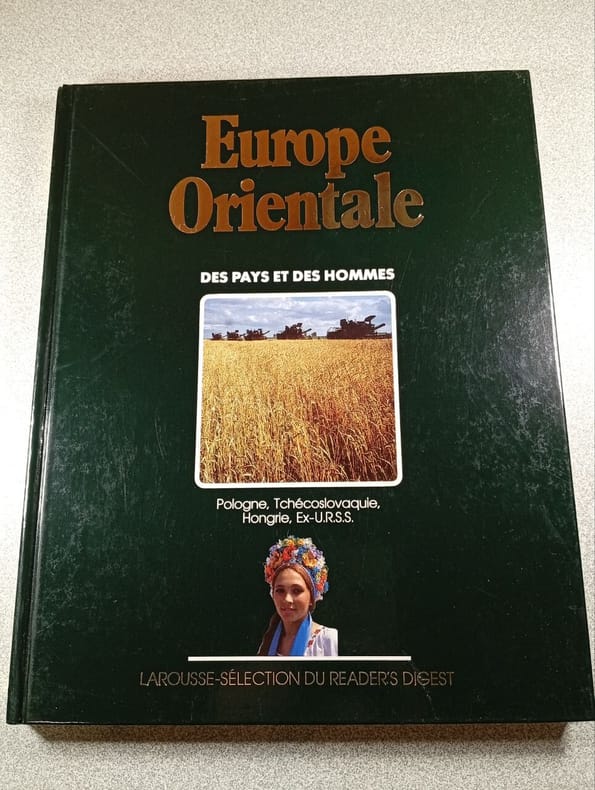 Europe
Orientale
DES PAYS ET DES HOMMES
Pologne, Tchécoslovaquie,
Hongrie, Ex-U.R.S.S.
LAROUSSE-SÉLECTION DU READER'S DIGEST